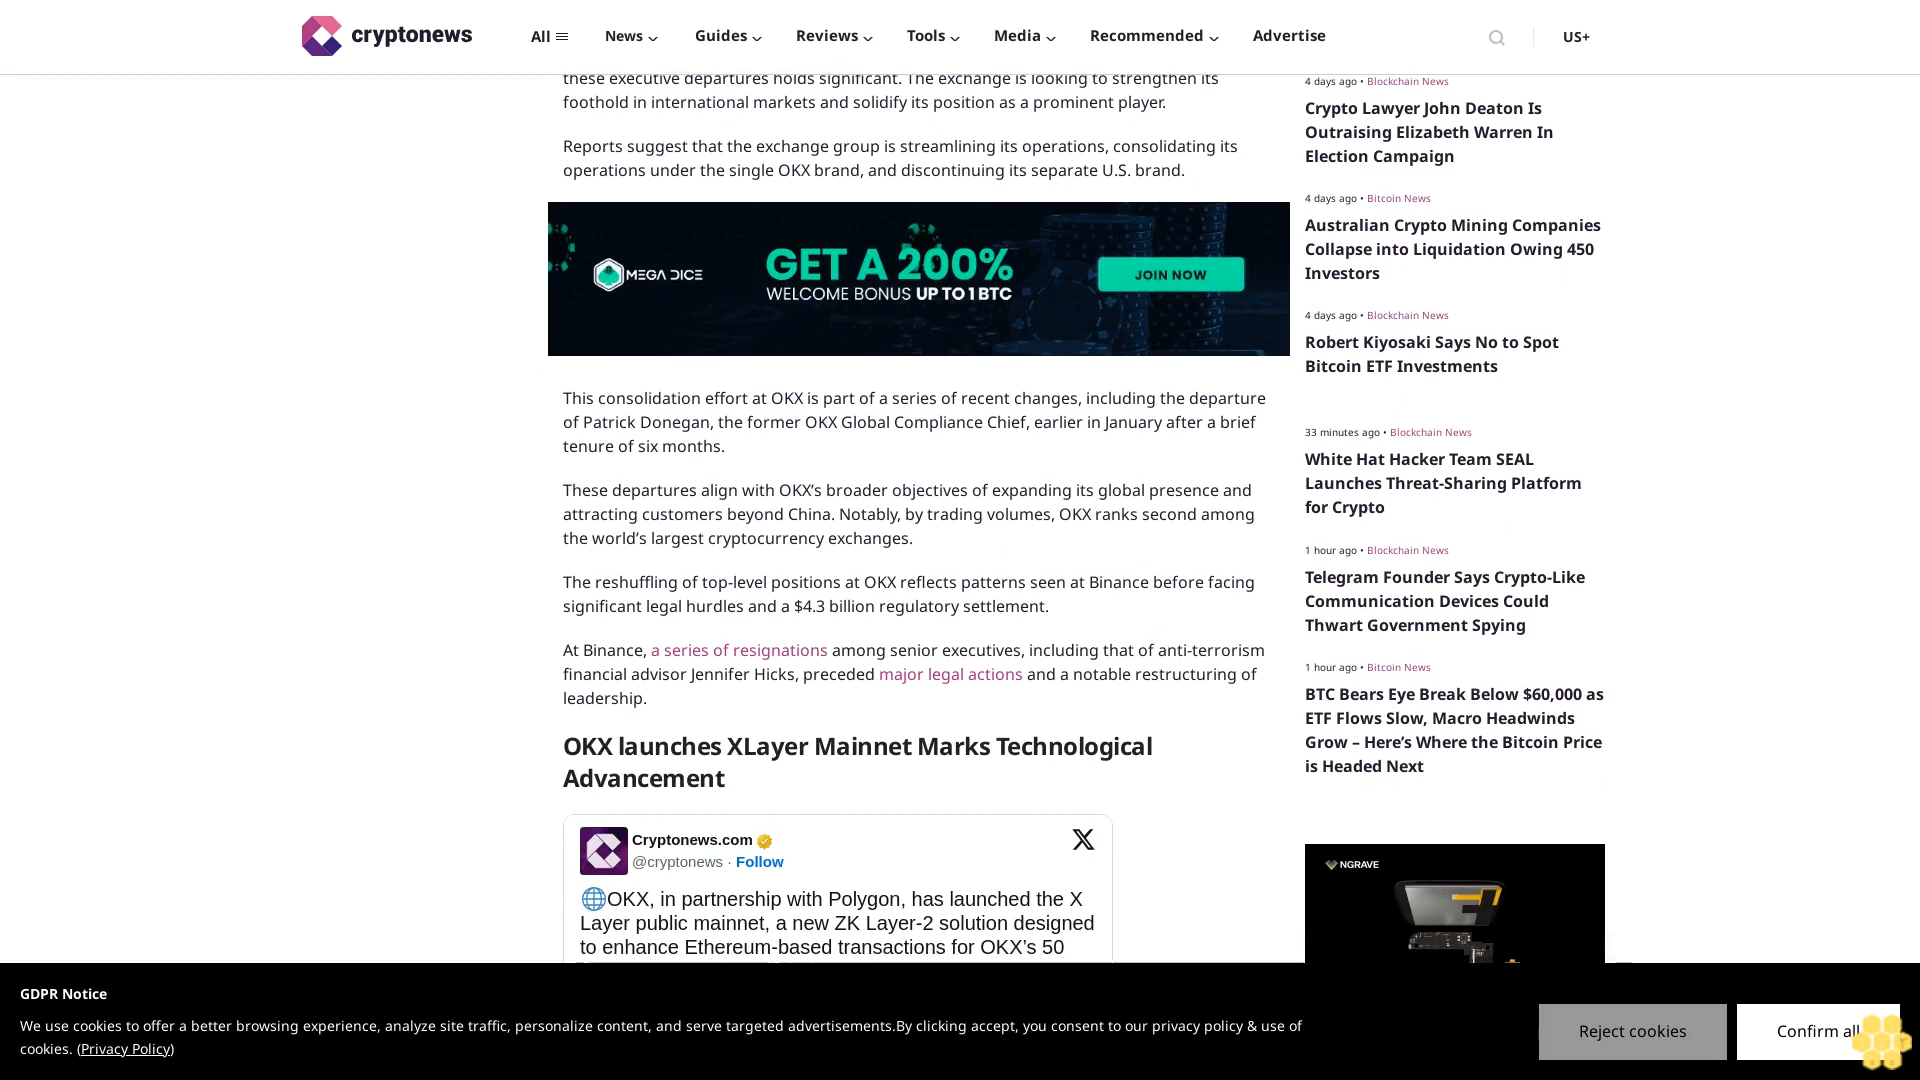 cryptonews
All
News
Guides
Reviews
Tools
Media
Recommended
Advertise
US+
these executive departures holds significant. The exchange is looking to strengthen its
foothold in international markets and solidify its position as a prominent player.
Reports suggest that the exchange group is streamlining its operations, consolidating its
operations under the single OKX brand, and discontinuing its separate U.S. brand.
MEGA DICE
GET A 200%
WELCOME BONUS UP TO 1 BTC
JOIN NOW
This consolidation effort at OKX is part of a series of recent changes, including the departure
of Patrick Donegan, the former OKX Global Compliance Chief, earlier in January after a brief
tenure of six months.
These departures align with OKX’s broader objectives of expanding its global presence and
attracting customers beyond China. Notably, by trading volumes, OKX ranks second among
the world’s largest cryptocurrency exchanges.
The reshuffling of top-level positions at OKX reflects patterns seen at Binance before facing
significant legal hurdles and a $4.3 billion regulatory settlement.
At Binance, a series of resignations among senior executives, including that of anti-terrorism
financial advisor Jennifer Hicks, preceded major legal actions and a notable restructuring of
leadership.
OKX launches XLayer Mainnet Marks Technological
Advancement
Cryptonews.com
@cryptonews · Follow
OKX, in partnership with Polygon, has launched the X
Layer public mainnet, a new ZK Layer-2 solution designed
to enhance Ethereum-based transactions for OKX’s 50
4 days ago • Blockchain News
Crypto Lawyer John Deaton Is
Outraising Elizabeth Warren In
Election Campaign
4 days ago • Bitcoin News
Australian Crypto Mining Companies
Collapse into Liquidation Owing 450
Investors
4 days ago • Blockchain News
Robert Kiyosaki Says No to Spot
Bitcoin ETF Investments
33 minutes ago • Blockchain News
White Hat Hacker Team SEAL
Launches Threat-Sharing Platform
for Crypto
1 hour ago • Blockchain News
Telegram Founder Says Crypto-Like
Communication Devices Could
Thwart Government Spying
1 hour ago • Bitcoin News
BTC Bears Eye Break Below $60,000 as
ETF Flows Slow, Macro Headwinds
Grow – Here’s Where the Bitcoin Price
is Headed Next
NGRAVE
GDPR Notice
We use cookies to offer a better browsing experience, analyze site traffic, personalize content, and serve targeted advertisements.By clicking accept, you consent to our privacy policy & use of
cookies. (Privacy Policy)
Reject cookies
Confirm all